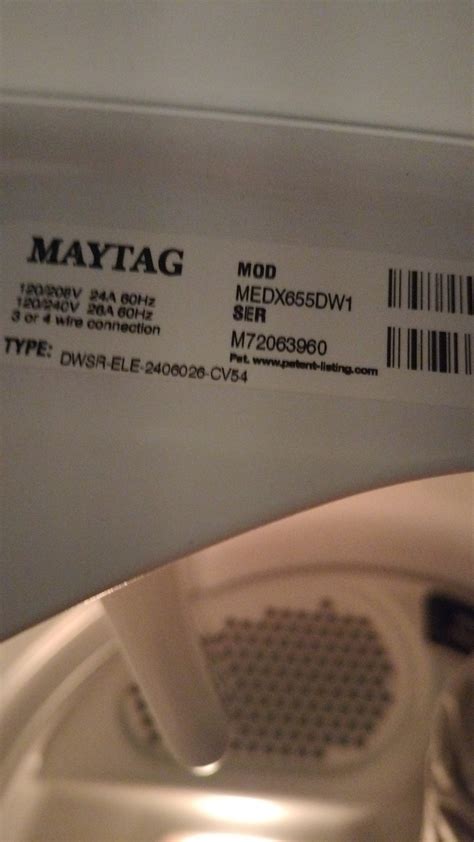 MAYTAG
120/208V 24A 60Hz
120/240V 26A 60Hz
3 or 4 wire connection
TYPE: DWSR-ELE-2406026-CV54
MOD
MEDX655DW1
SER
M72063960
Pat. www.patent-listing.com